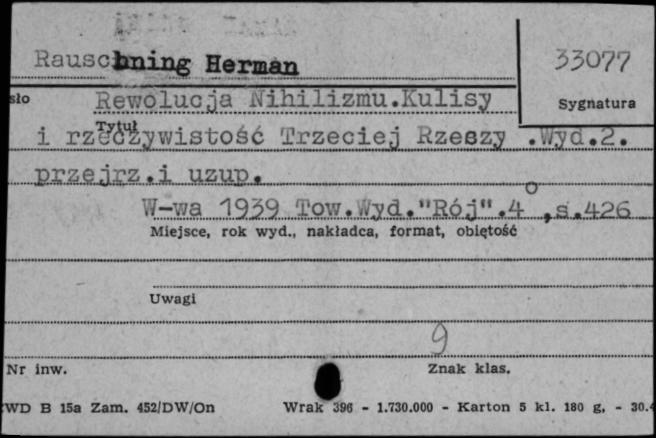 Rauschning Herman
33077
sło
Rewolucja Nihilizmu.Kulisy
Sygnatura
Tytuł
i rzeczywistość Trzeciej Rzeszy .Wyd.2.
przejrz.i uzup.
W-wa 1939 Tow.Wyd."Rój".4°,s.426
Miejsce, rok wyd., nakładca, format, obiętość
Uwagi
9
Nr inw.
Znak klas.
WD B 15a Zam. 452/DW/On
Wrak 396 - 1.730.000 - Karton 5 kl. 180 g, - 30.4